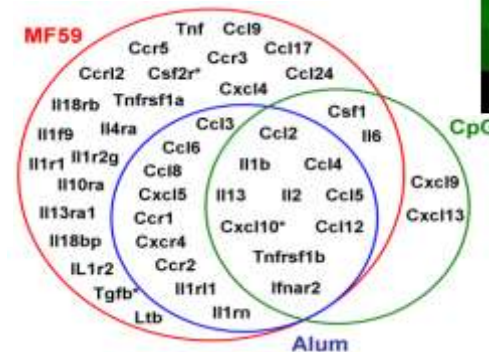 MF59
Tnf Ccl9
Ccr5 Ccr3 Ccl17
Ccrl2 Csf2r* Ccl24
Cxcl4
Il18rb Tnfrsf1a
Csf1
Ccl3 Ccl2 Il6
Il1f9 Il4ra
CpG
Ccl6
Il1r1 Il1r2g Il1b Ccl4
Ccl8 Cxcl9
Il10ra Cxcl5 Il13 Il2 Ccl5
Cxcl13
Il13ra1 Ccr1 Cxcl10* Ccl12
Cxcr4
Il18bp
Ccr2 Tnfrsf1b
IL1r2
Il1rl1 Ifnar2
Tgfb*
Ltb Il1rn
Alum